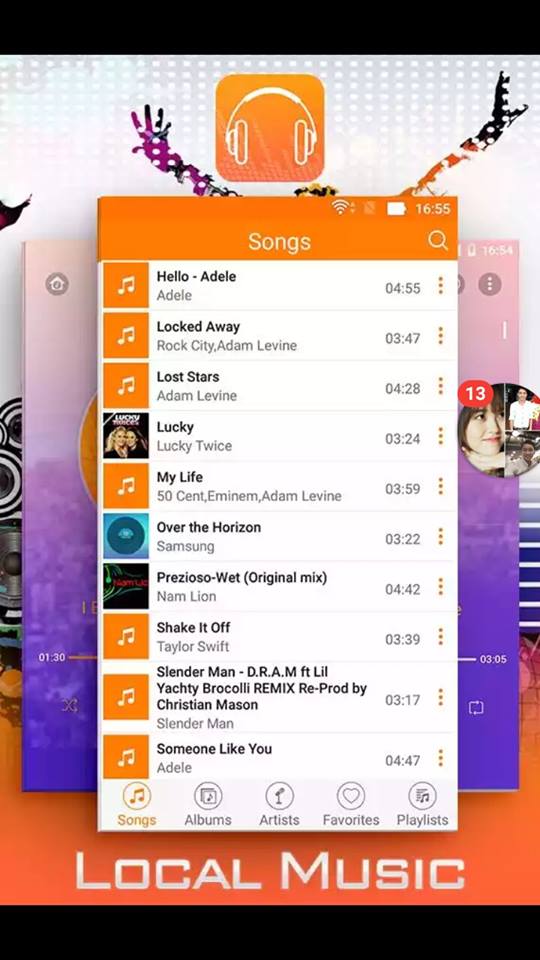 16:55
Songs
16:54
Hello - Adele
Adele
04:55
Locked Away
Rock City,Adam Levine
03:47
Lost Stars
Adam Levine
04:28
13
LUCKY
TWICES
Lucky
Lucky Twice
03:24
My Life
50 Cent,Eminem,Adam Levine
03:59
Over the Horizon
Samsung
03:22
Nam Lio
Prezioso-Wet (Original mix)
Nam Lion
04:42
Shake It Off
Taylor Swift
03:39
01:30
03:05
Slender Man - D.R.A.M ft Lil
Yachty Brocolli REMIX Re-Prod by
Christian Mason
Slender Man
03:17
Someone Like You
Adele
04:47
Songs
Albums
Artists
Favorites
Playlists
LOCAL MUSIC